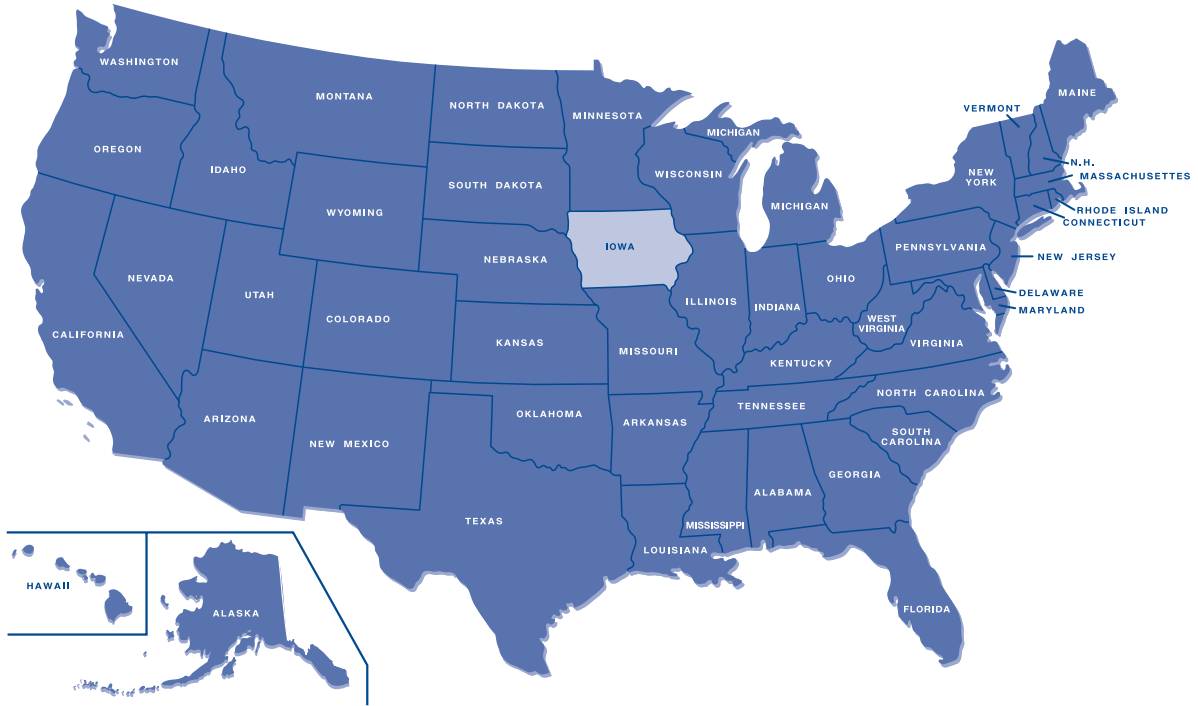 WASHINGTON
MONTANA
NORTH DAKOTA
MINNESOTA
MICHIGAN
VERMONT
MAINE
OREGON
IDAHO
SOUTH DAKOTA
WISCONSIN
NEW
YORK
N.H.
MASSACHUSETTES
WYOMING
MICHIGAN
RHODE ISLAND
CONNECTICUT
IOWA
NEBRASKA
PENNSYLVANIA
NEW JERSEY
NEVADA
UTAH
COLORADO
ILLINOIS
INDIANA
OHIO
DELAWARE
MARYLAND
CALIFORNIA
KANSAS
MISSOURI
WEST
VIRGINIA
VIRGINIA
KENTUCKY
ARIZONA
NEW MEXICO
OKLAHOMA
ARKANSAS
TENNESSEE
NORTH CAROLINA
SOUTH
CAROLINA
TEXAS
LOUISIANA
MISSISSIPPI
ALABAMA
GEORGIA
HAWAII
ALASKA
FLORIDA